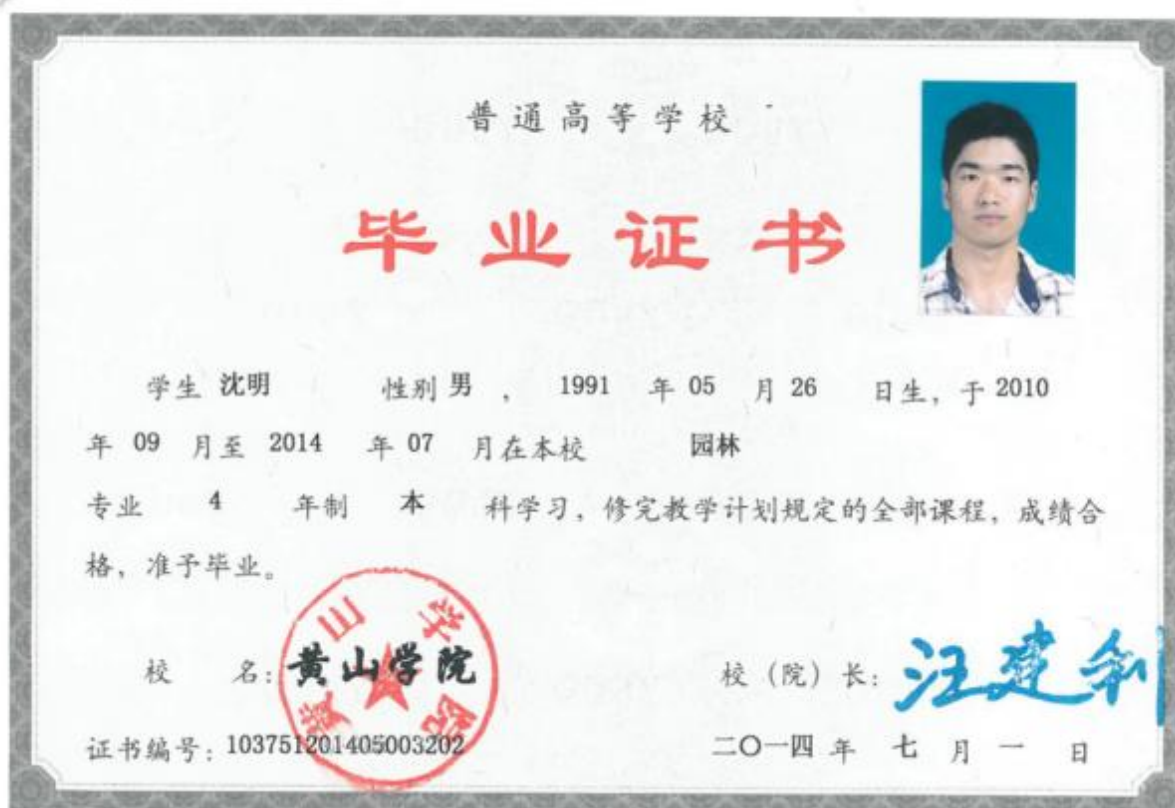 普通高等学校
毕业证书
学生 沈明 性别 男 , 1991 年 05 月 26 日生, 于 2010
年 09 月至 2014 年 07 月在本校 园林
专业 4 年制 本 科学习, 修完教学计划规定的全部课程, 成绩合
格, 准予毕业。
黄山学院
校 名: 黄山学院 校(院)长: 汪建利
证书编号: 103751201405003202 二〇一四 年 七 月 一 日